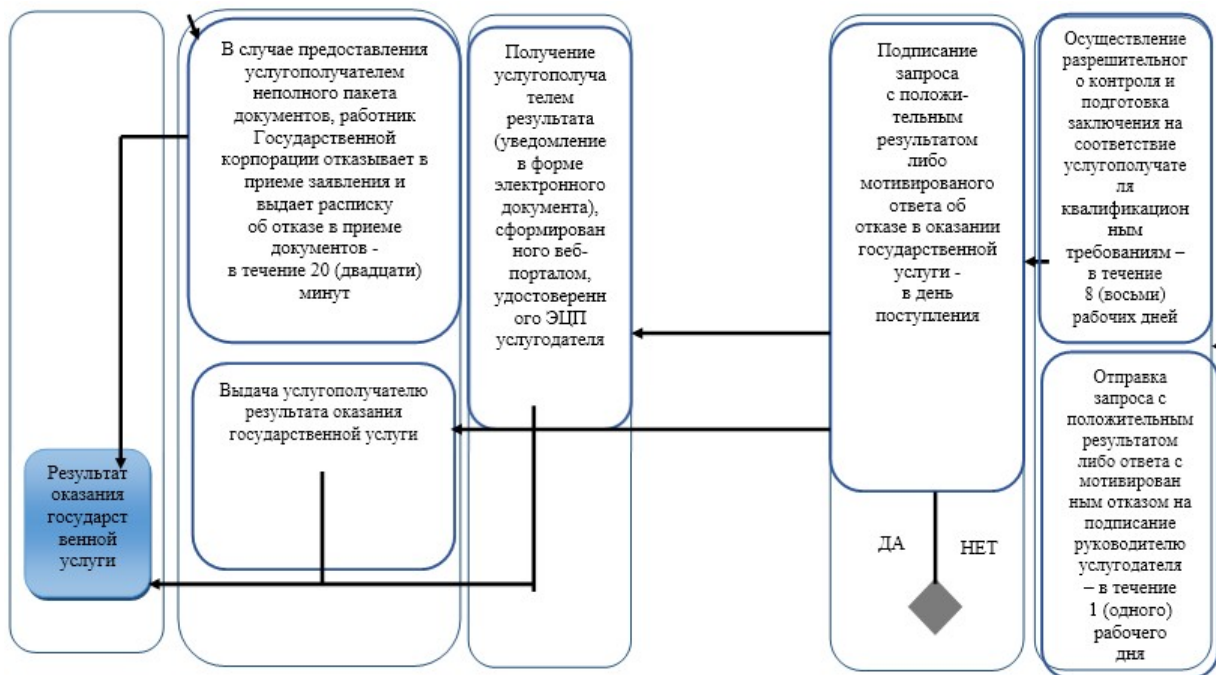 В случае предоставления
услугополучателем
неполного пакета
документов, работник
Государственной
корпорации отказывает в
приеме заявления и
выдает расписку
об отказе в приеме
документов -
в течение 20 (двадцати)
минут
Получение
услугополуча
телем
результата
(уведомление
в форме
электронного
документа),
сформирован
ного веб-
порталом,
удостоверенн
ого ЭЦП
услугодателя
Подписание
запроса
с положи-
тельным
результатом
либо
мотивированого
ответа об
отказе в оказании
государственной
услуги -
в день
поступления
Осуществление
разрешительног
о контроля и
подготовка
заключения на
соответствие
услугополучате
ля
квалификацион
ным
требованиям –
в течение
8 (восьми)
рабочих дней
Выдача услугополучателю
результата оказания
государственной услуги
Отправка
запроса с
положительным
результатом
либо ответа с
мотивирован
ным отказом на
подписание
руководителю
услугодателя
– в течение
1 (одного)
рабочего
дня
Результат
оказания
государст
венной
услуги
ДА
НЕТ